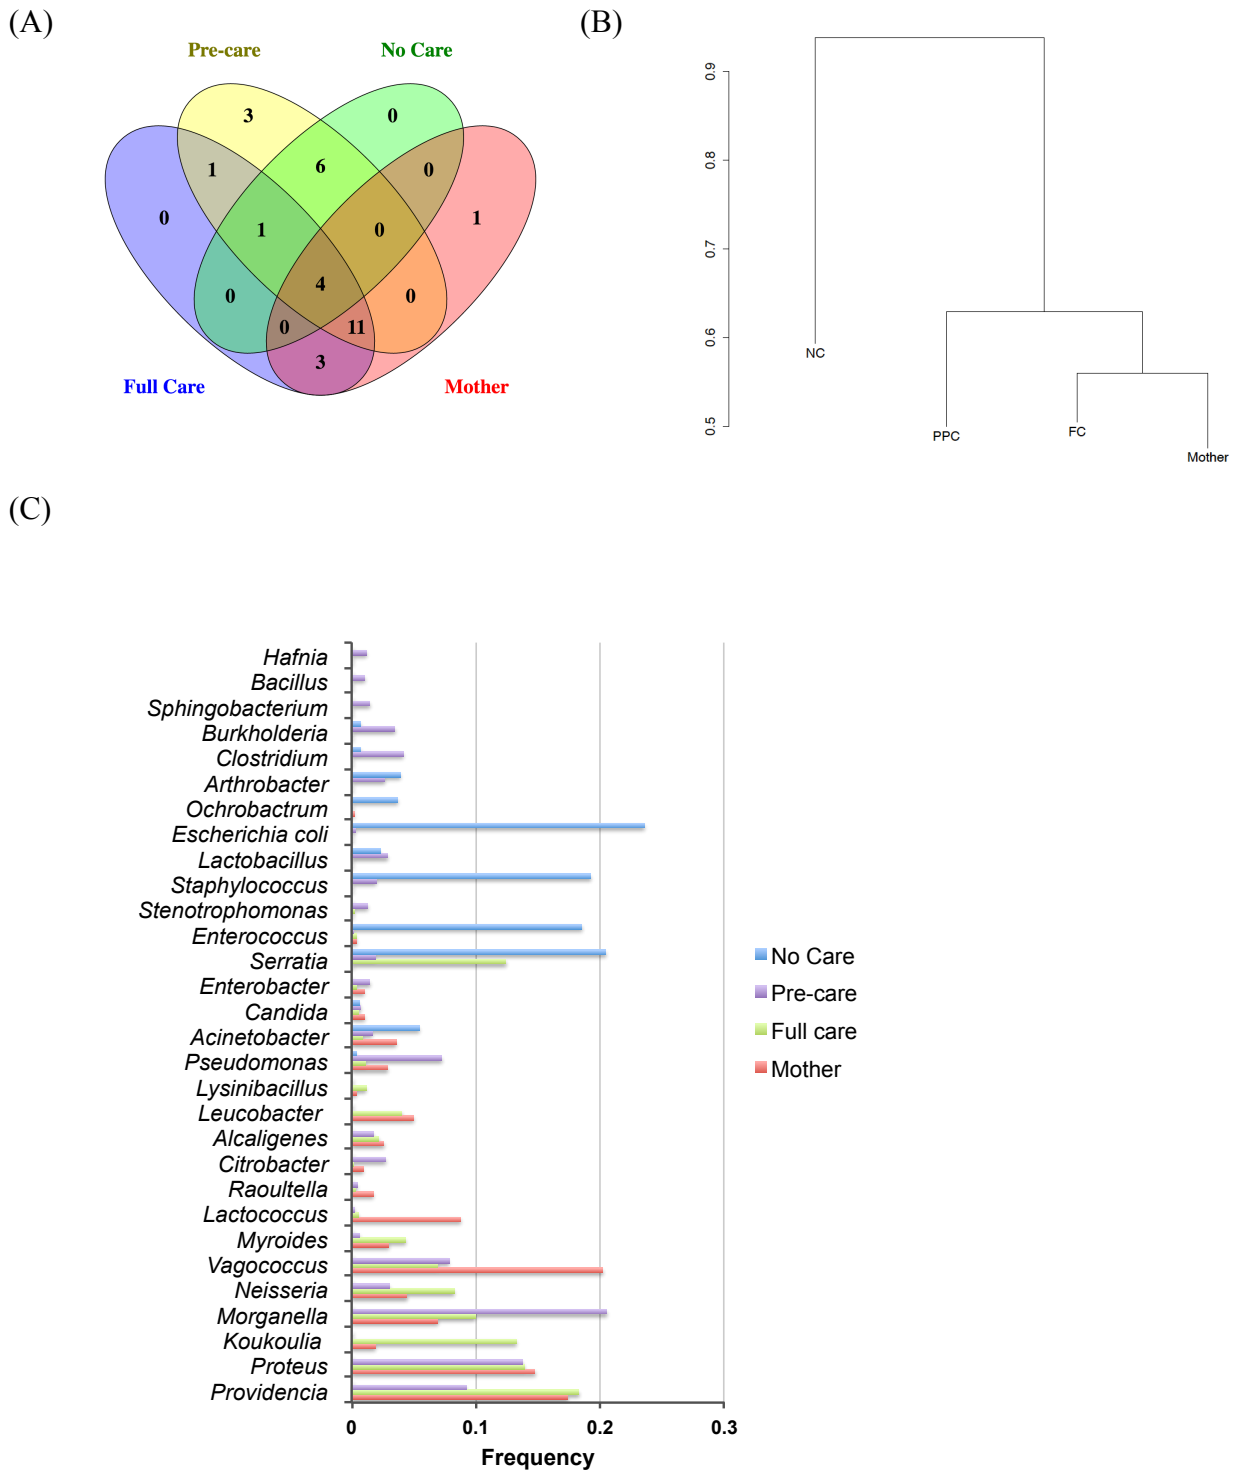 (A)
Pre-care
No Care
3
0
1
6
0
0
1
0
1
0
4
0
0
11
3
Full Care
Mother
(B)
0.9
0.8
0.7
0.6
0.5
NC
PPC
FC
Mother
(C)
Hafnia
Bacillus
Sphingobacterium
Burkholderia
Clostridium
Arthrobacter
Ochrobactrum
Escherichia coli
Lactobacillus
Staphylococcus
Stenotrophomonas
Enterococcus
Serratia
Enterobacter
Candida
Acinetobacter
Pseudomonas
Lysinibacillus
Leucobacter
Alcaligenes
Citrobacter
Raoultella
Lactococcus
Myroides
Vagococcus
Neisseria
Morganella
Koukoulia
Proteus
Providencia
0 0.1 0.2 0.3
Frequency
No Care
Pre-care
Full care
Mother